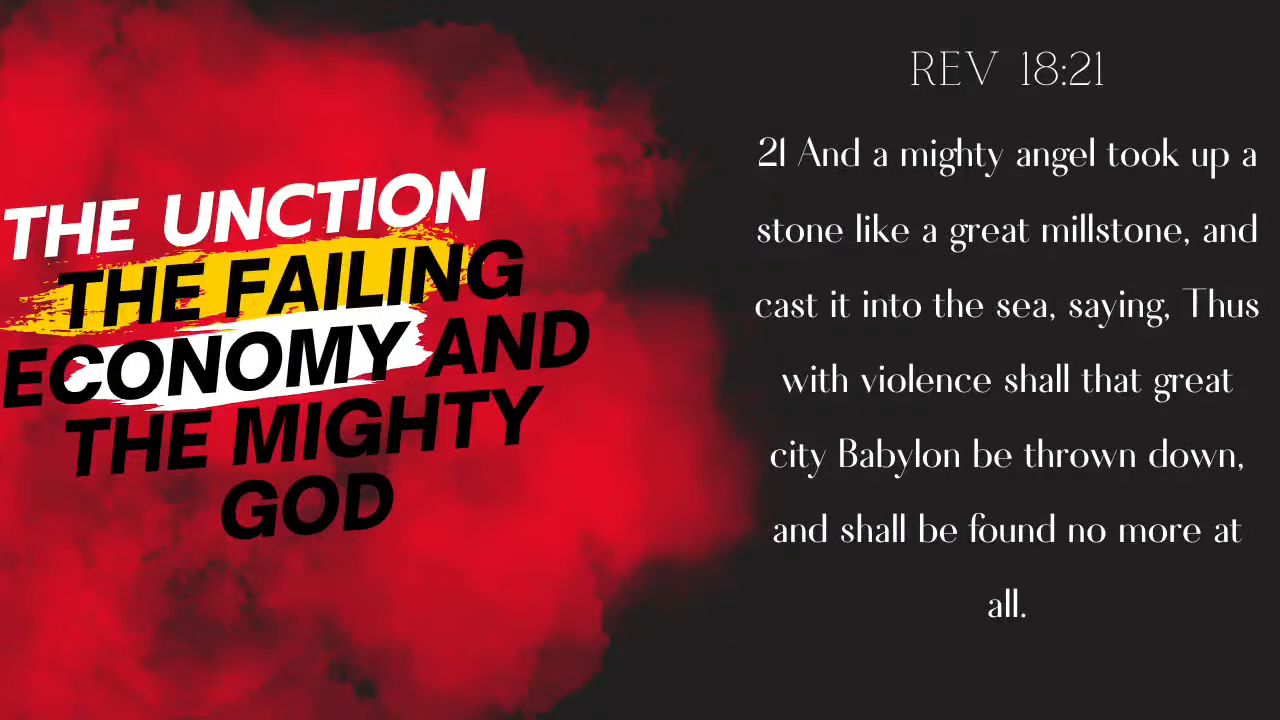 THE UNCTION
THE FAILING
ECONOMY AND
THE MIGHTY
GOD
REV 18:21
21 And a mighty angel took up a
stone like a great millstone, and
cast it into the sea, saying, Thus
with violence shall that great
city Babylon be thrown down,
and shall be found no more at
all.